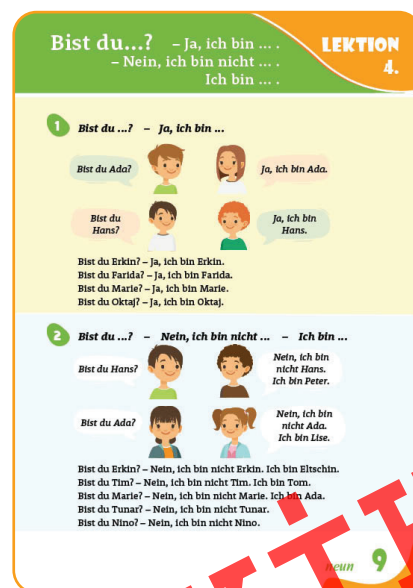 Bist du...? – Ja, ich bin ... .
– Nein, ich bin nicht ... .
Ich bin ... .
LEKTION
4.
1 Bist du ...? – Ja, ich bin ...
Bist du Ada?
Ja, ich bin Ada.
Bist du
Hans?
Ja, ich bin
Hans.
Bist du Erkin? – Ja, ich bin Erkin.
Bist du Farida? – Ja, ich bin Farida.
Bist du Marie? – Ja, ich bin Marie.
Bist du Oktaj? – Ja, ich bin Oktaj.
2 Bist du ...? – Nein, ich bin nicht ... – Ich bin ...
Bist du Hans?
Nein, ich bin
nicht Hans.
Ich bin Peter.
Bist du Ada?
Nein, ich bin
nicht Ada.
Ich bin Lise.
Bist du Erkin? – Nein, ich bin nicht Erkin. Ich bin Eltschin.
Bist du Tim? – Nein, ich bin nicht Tim. Ich bin Tom.
Bist du Marie? – Nein, ich bin nicht Marie. Ich bin Ada.
Bist du Tunar? – Nein, ich bin nicht Tunar.
Bist du Nino? – Nein, ich bin nicht Nino.
neun 9